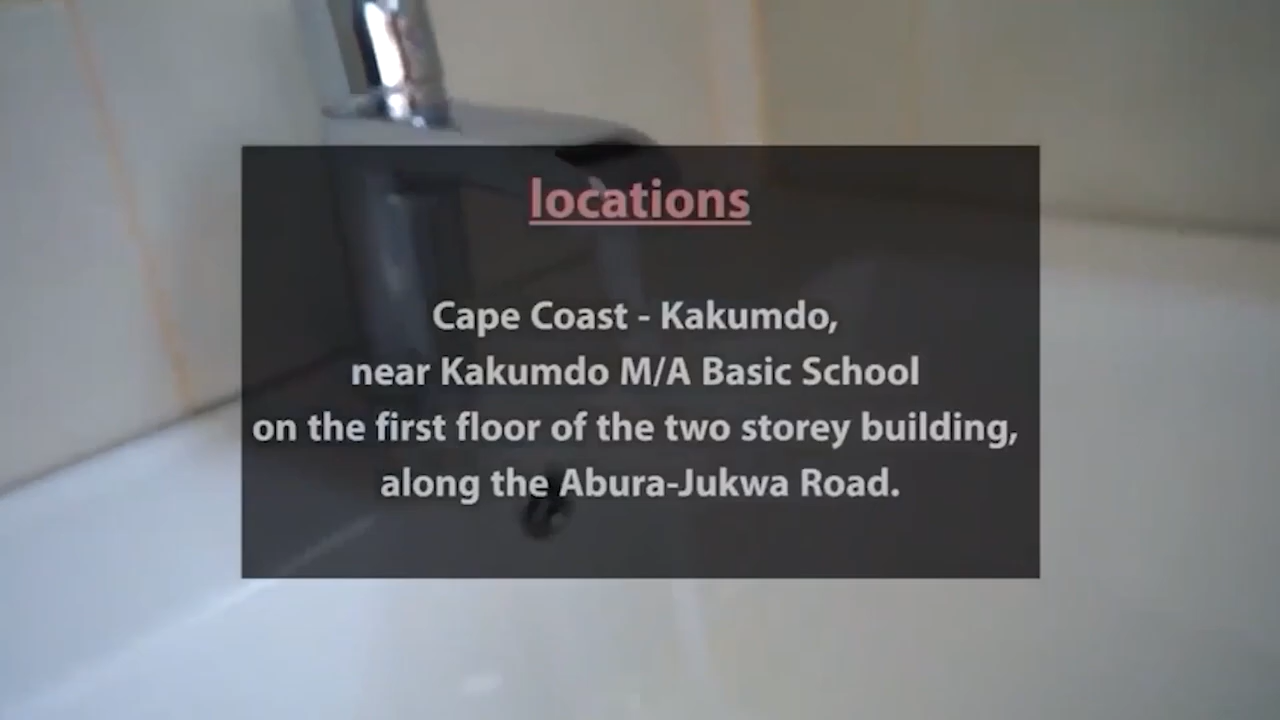 locations
Cape Coast - Kakumdo,
near Kakumdo M/A Basic School
on the first floor of the two storey building,
along the Abura-Jukwa Road.